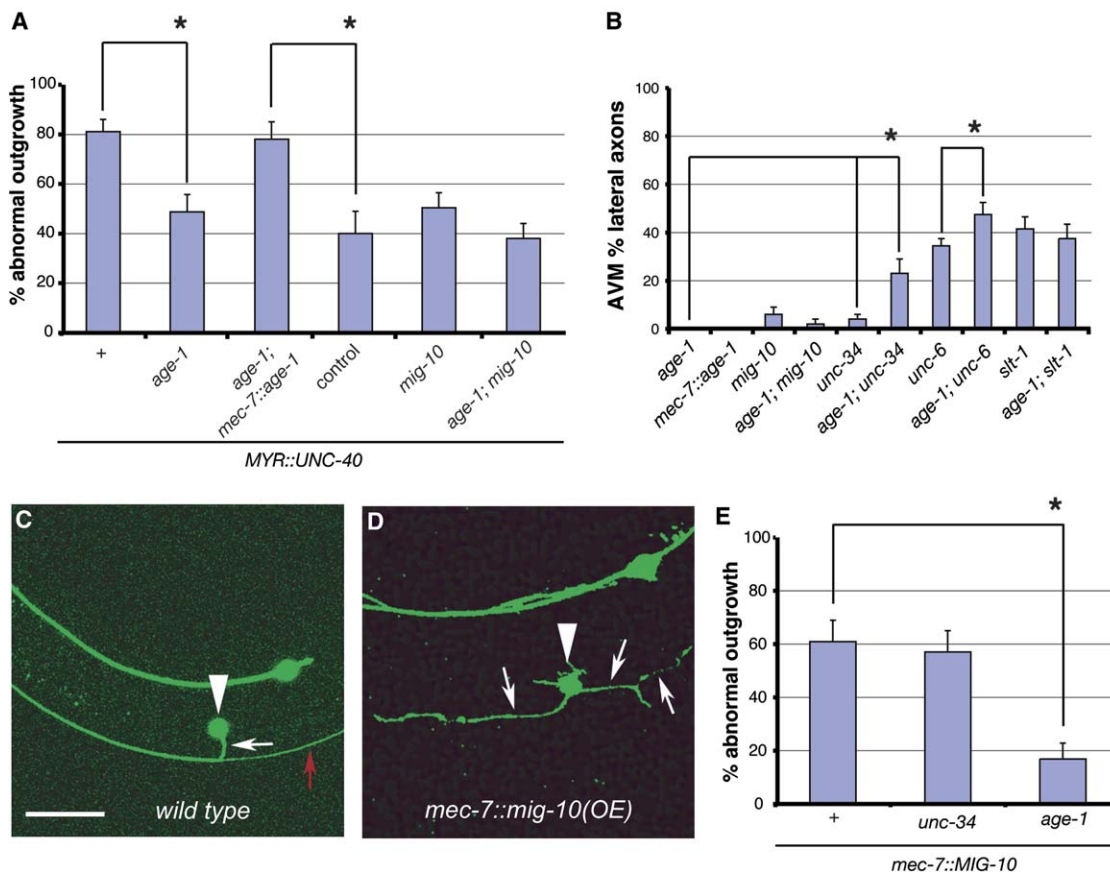 A
*
*
% abnormal outgrowth
100
80
60
40
20
0
+
age-1
age-1;
mec-7::age-1
control
mig-10
age-1; mig-10
MYR::UNC-40
B
*
*
AVM % lateral axons
100
80
60
40
20
0
age-1
mec-7::age-1
mig-10
age-1; mig-10
unc-34
age-1; unc-34
unc-6
age-1; unc-6
slt-1
age-1; slt-1
C
wild type
D
mec-7::mig-10(OE)
E
*
% abnormal outgrowth
100
80
60
40
20
0
+
unc-34
age-1
mec-7::MIG-10